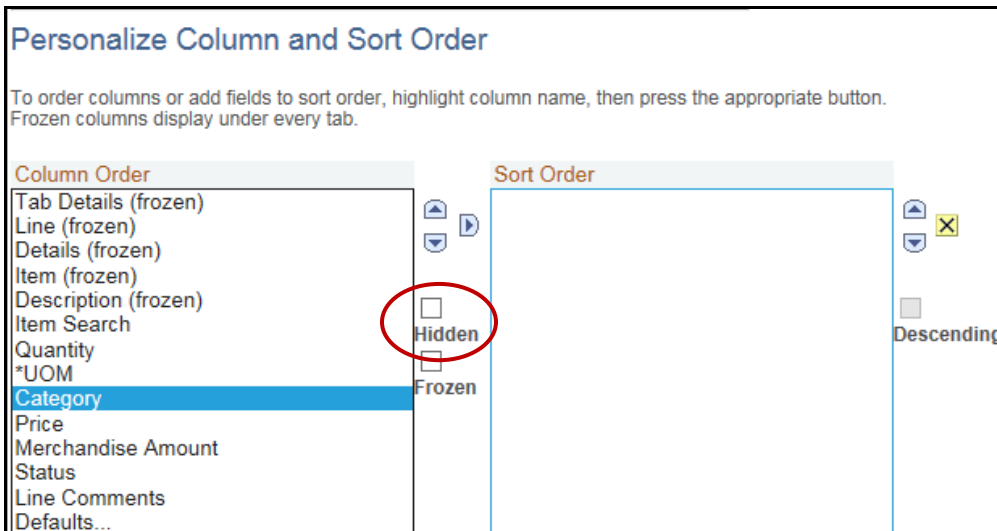 Personalize Column and Sort Order
To order columns or add fields to sort order, highlight column name, then press the appropriate button.
Frozen columns display under every tab.
Column Order
Tab Details (frozen)
Line (frozen)
Details (frozen)
Item (frozen)
Description (frozen)
Item Search
Quantity
*UOM
Category
Price
Merchandise Amount
Status
Line Comments
Defaults...
Hidden
Frozen
Sort Order
Descending